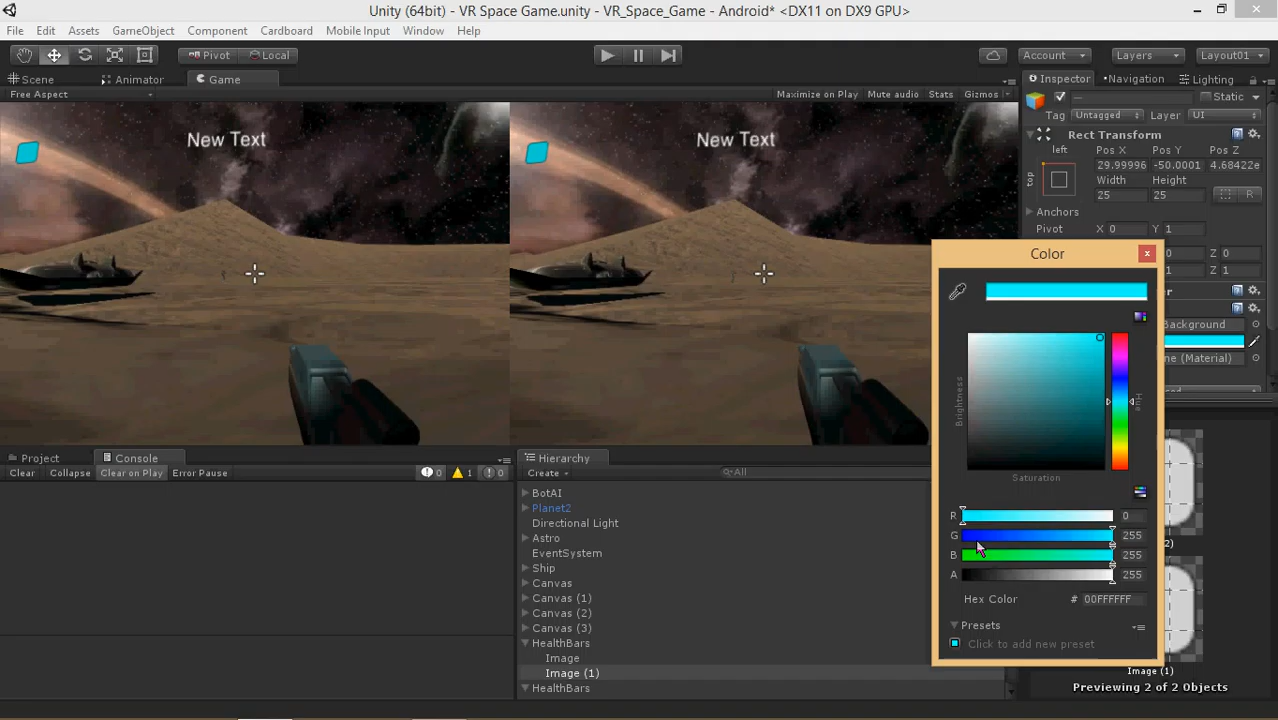 Unity (64bit) - VR Space Game.unity - VR_Space_Game - Android* <DX11 on DX9 GPU>
File Edit Assets GameObject Component Cardboard Mobile Input Window Help
Pivot Local Account Layers Layout01
Scene Animator Game Inspector Navigation Lighting
Free Aspect Maximize on Play Mute audio Stats Gizmos
— Static
Tag Untagged Layer UI
Rect Transform
left Pos X Pos Y Pos Z
top 29.99996 -50.0001 4.68422e
Width Height
25 25 R
Anchors
Pivot X 0 Y 1
0 Z 0
1 Z 1
New Text
New Text
Color
Background
ne (Material)
Brightness
Hue
Saturation
R 0
G 255
B 255
A 255
Hex Color # 00FFFFFF
Presets
Click to add new preset
Project Console
Clear Collapse Clear on Play Error Pause 0 1 0
Hierarchy
Create All
BotAI
Planet2
Directional Light
Astro
EventSystem
Ship
Canvas
Canvas (1)
Canvas (2)
Canvas (3)
HealthBars
Image
Image (1)
HealthBars
2)
Image (1)
Previewing 2 of 2 Objects